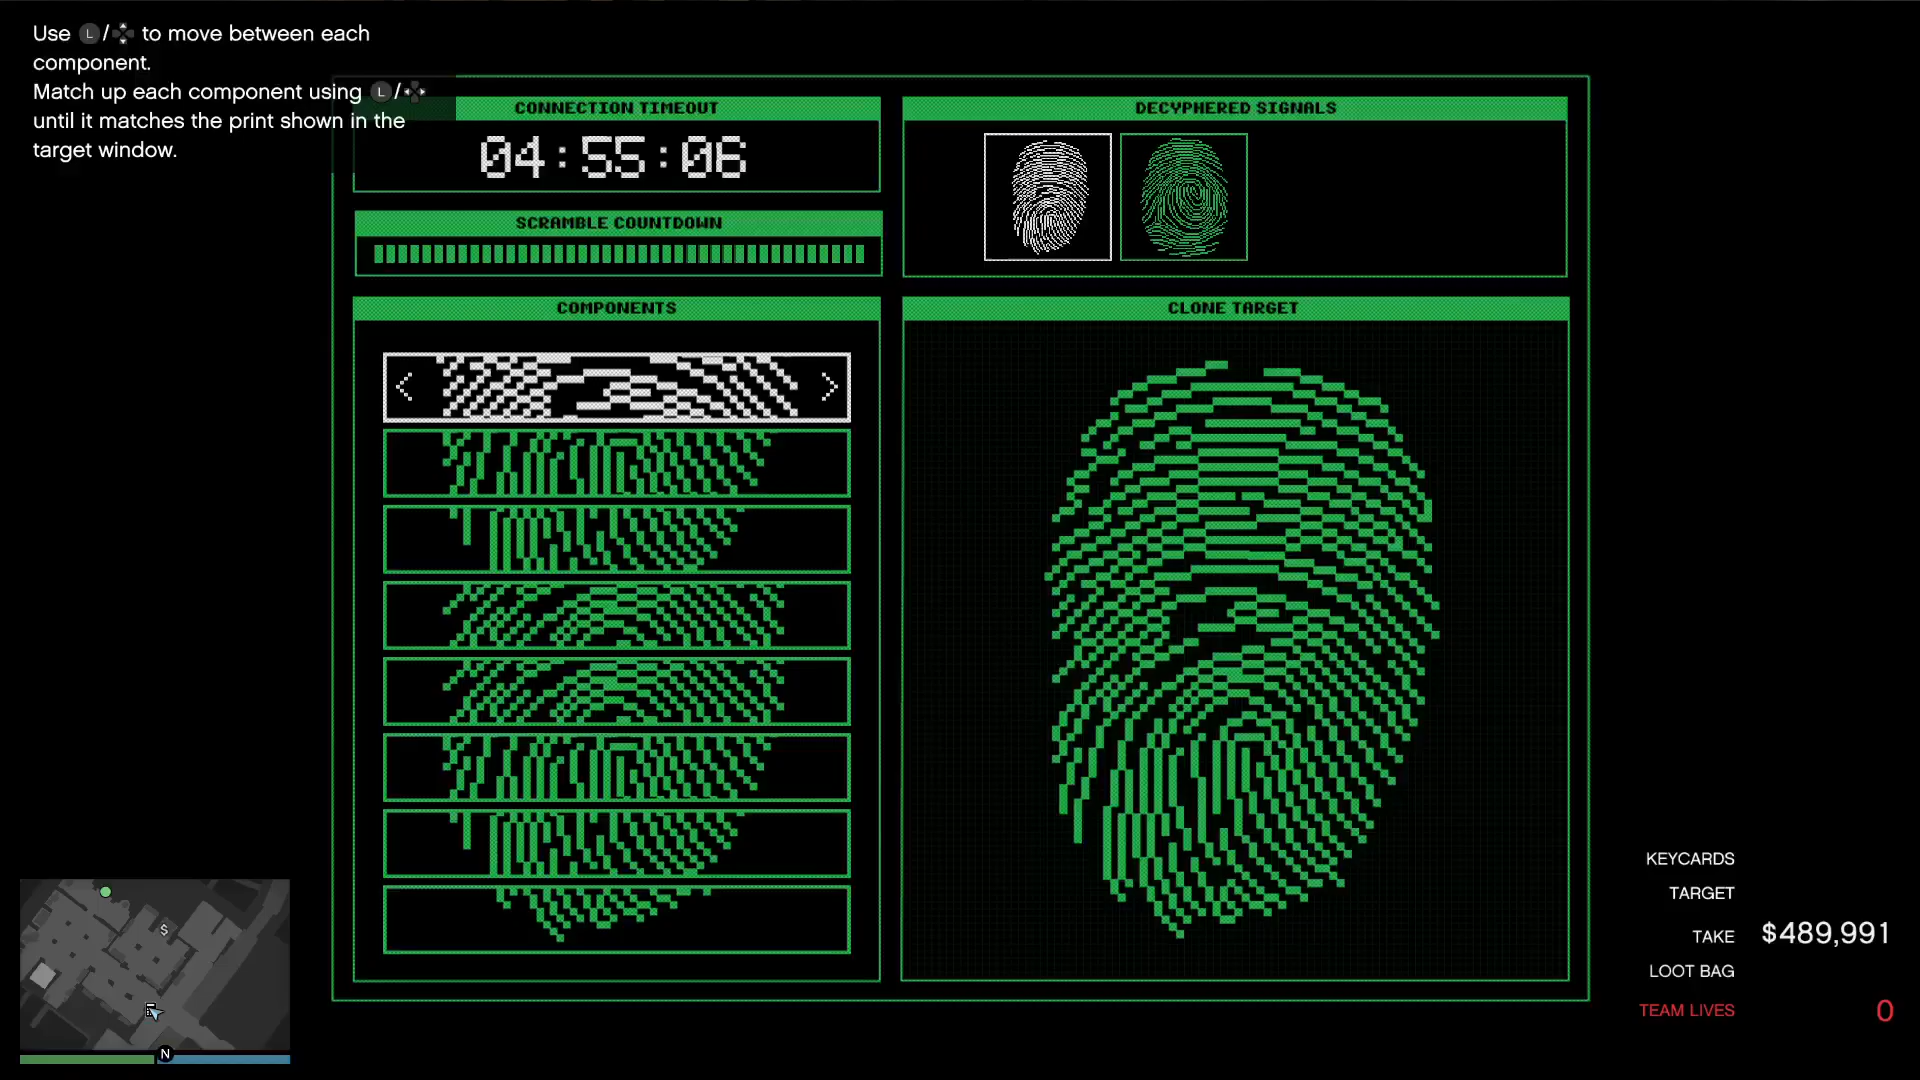 Use L/ to move between each
component.
Match up each component using L/
until it matches the print shown in the
target window.
CONNECTION TIMEOUT
04:55:06
SCRAMBLE COUNTDOWN
DECYPHERED SIGNALS
COMPONENTS
CLONE TARGET
KEYCARDS
TARGET
TAKE $489,991
LOOT BAG
TEAM LIVES 0
$
N